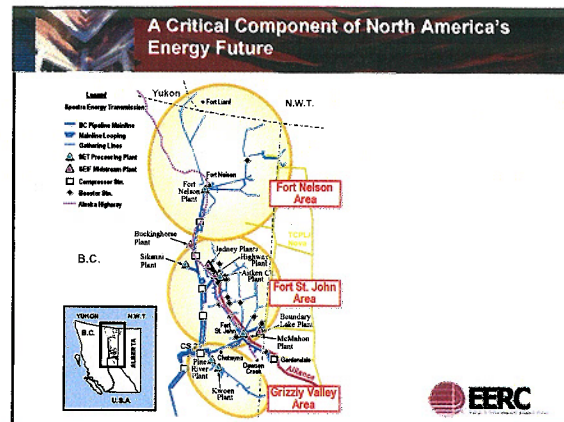 A Critical Component of North America's
Energy Future
Legend
Spectra Energy Transmission
BC Pipeline Mainline
Mainline Looping
Gathering Lines
SET Processing Plant
Midstream Plant
Compressor Stn.
Booster Stn.
Alaska Highway
Yukon
Fort Liard
N.W.T.
Fort Nelson
Fort
Nelson
Plant
Fort Nelson
Area
Buckinghorse
Plant
Sikanni Plant
B.C.
Jedney Plants
Highway
Plant
Aitken Ck
Plant
Fort St. John
Area
Fort
St. John
Boundary
Lake Plant
McMahon
Plant
CS 2
Pine
River
Plant
Chetwynd
Dawson
Creek
Gordondale
Alliance
Kwoen
Plant
Grizzly Valley
Area
YUKON
N.W.T.
B.C.
ALBERTA
U.S.A
EERC